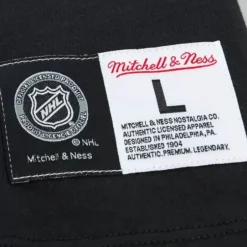 Mitchell & Ness
NHL
© NHL
Mitchell & Ness
L
MITCHELL & NESS NOSTALGIA CO.
AUTHENTIC LICENSED APPAREL
DESIGNED IN PHILADELPHIA, PA
ESTABLISHED 1904
AUTHENTIC. PREMIUM. LEGENDARY.